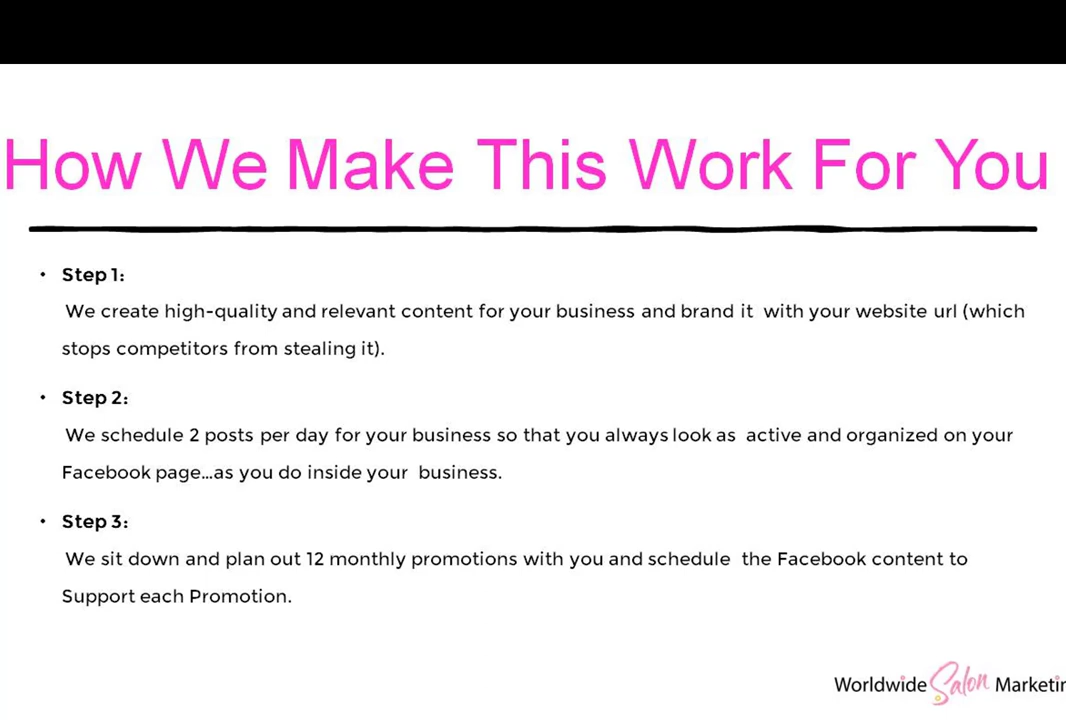 How We Make This Work For You
• Step 1:
We create high-quality and relevant content for your business and brand it with your website url (which
stops competitors from stealing it).
• Step 2:
We schedule 2 posts per day for your business so that you always look as active and organized on your
Facebook page...as you do inside your business.
• Step 3:
We sit down and plan out 12 monthly promotions with you and schedule the Facebook content to
Support each Promotion.
Worldwide Salon Marketin